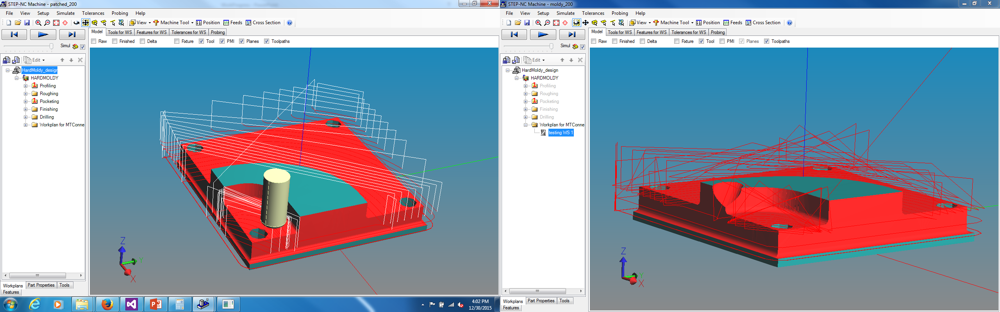 STEP-NC Machine - patched_200
File View Setup Simulate Tolerances Probing Help
View Machine Tool Position Feeds Cross Section
Model Tools for WS Features for WS Tolerances for WS Probing
Raw Finished Delta Fixture Tool PMI Planes Toolpaths
Simul
Edit
HardMoldy_design
HARDMOLDY
Profiling
Roughing
Pocketing
Finishing
Drilling
Workplan for MTConne
Z
Y
X
Workplans Part Properties Tools
Features
4:02 PM
12/30/2015
STEP-NC Machine - moldy_200
File View Setup Simulate Tolerances Probing Help
View Machine Tool Position Feeds Cross Section
Model Tools for WS Features for WS Tolerances for WS Probing
Raw Finished Delta Fixture Tool PMI Planes Toolpaths
Simul
Edit
HardMoldy_design
HARDMOLDY
Profiling
Roughing
Pocketing
Finishing
Drilling
Workplan for MTConne
testing WS 1
Z
Y
X
Workplans Part Properties Tools
Features